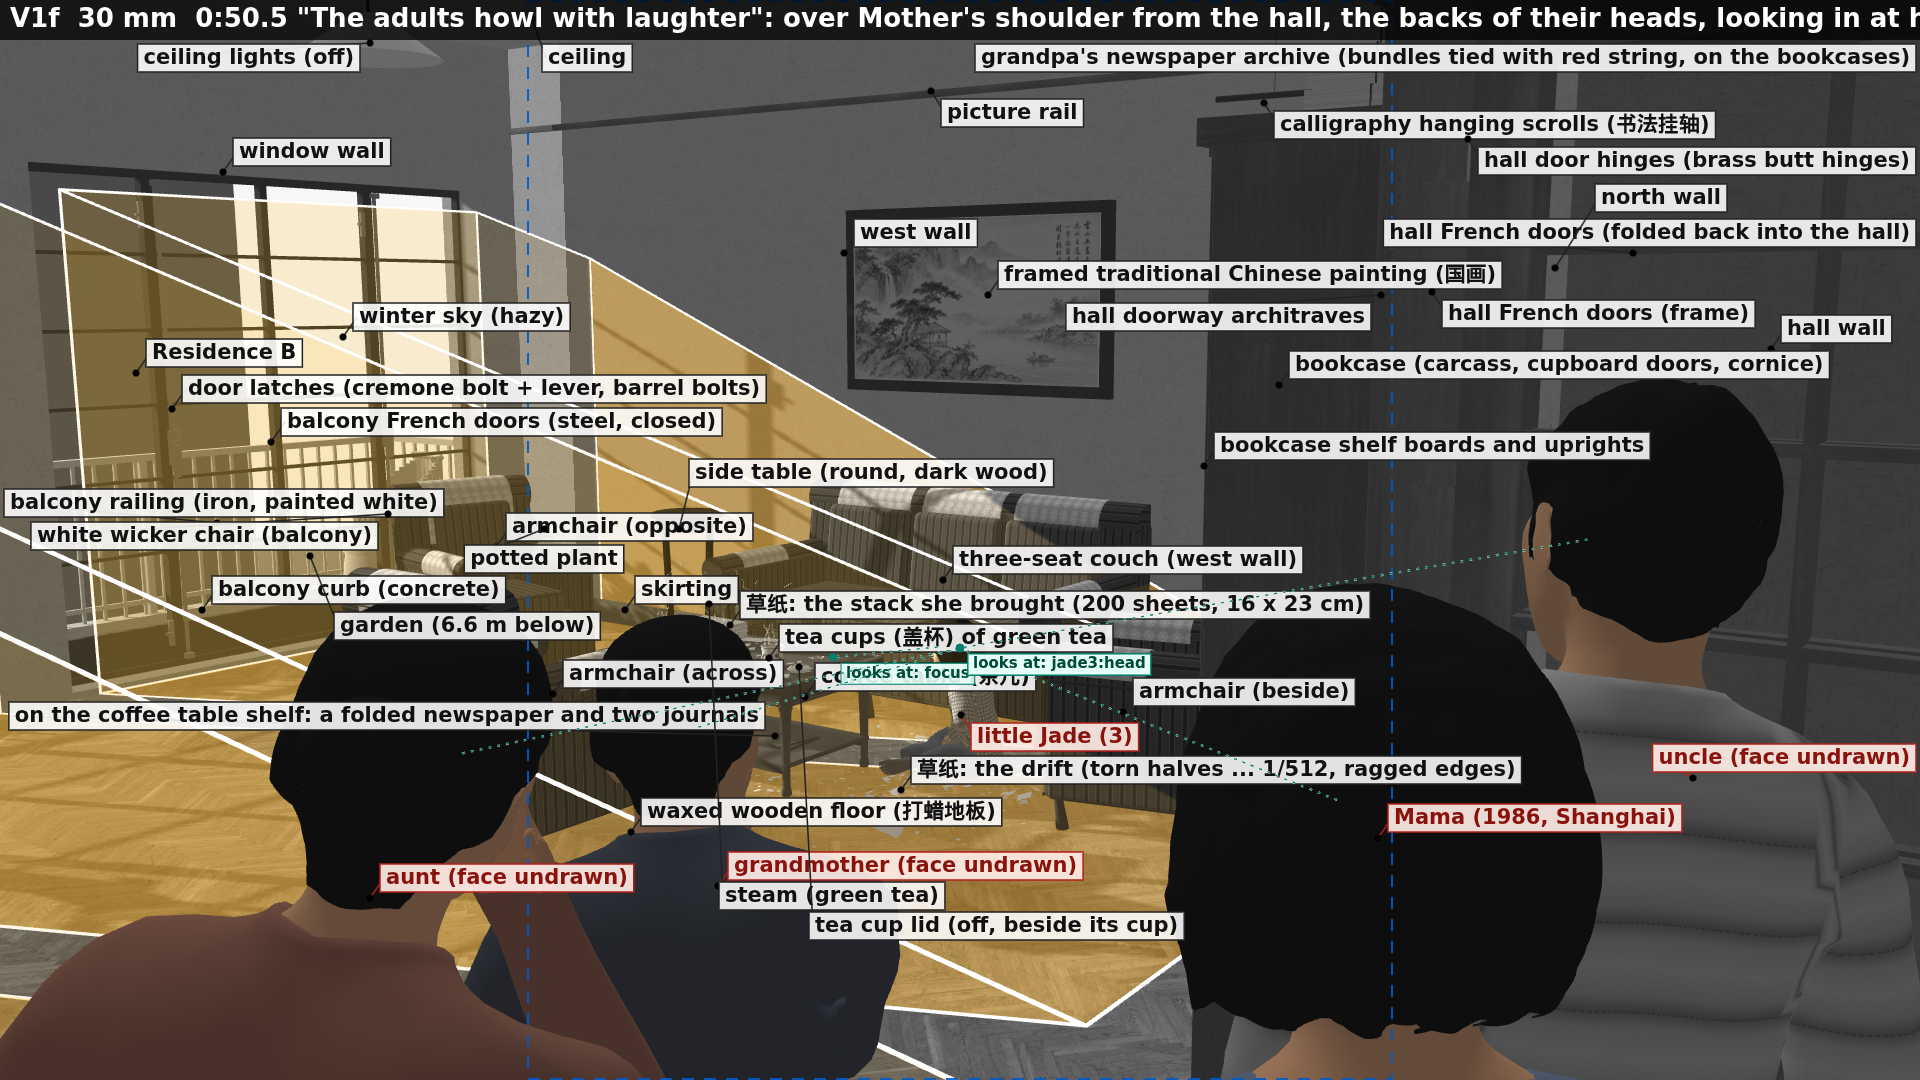 V1f 30 mm 0:50.5 "The adults howl with laughter": over Mother's shoulder from the hall, the backs of their heads, looking in at h
ceiling lights (off)
ceiling
grandpa's newspaper archive (bundles tied with red string, on the bookcases)
picture rail
calligraphy hanging scrolls (书法挂轴)
window wall
hall door hinges (brass butt hinges)
north wall
west wall
hall French doors (folded back into the hall)
framed traditional Chinese painting (国画)
winter sky (hazy)
hall doorway architraves
hall French doors (frame)
hall wall
Residence B
bookcase (carcass, cupboard doors, cornice)
door latches (cremone bolt + lever, barrel bolts)
balcony French doors (steel, closed)
bookcase shelf boards and uprights
side table (round, dark wood)
balcony railing (iron, painted white)
armchair (opposite)
white wicker chair (balcony)
potted plant
three-seat couch (west wall)
balcony curb (concrete)
skirting
草纸: the stack she brought (200 sheets, 16 x 23 cm)
garden (6.6 m below)
tea cups (盖杯) of green tea
looks at: jade3:head
armchair (across)
looks at: focus
armchair (beside)
on the coffee table shelf: a folded newspaper and two journals
little Jade (3)
uncle (face undrawn)
草纸: the drift (torn halves ... 1/512, ragged edges)
waxed wooden floor (打蜡地板)
Mama (1986, Shanghai)
grandmother (face undrawn)
aunt (face undrawn)
steam (green tea)
tea cup lid (off, beside its cup)